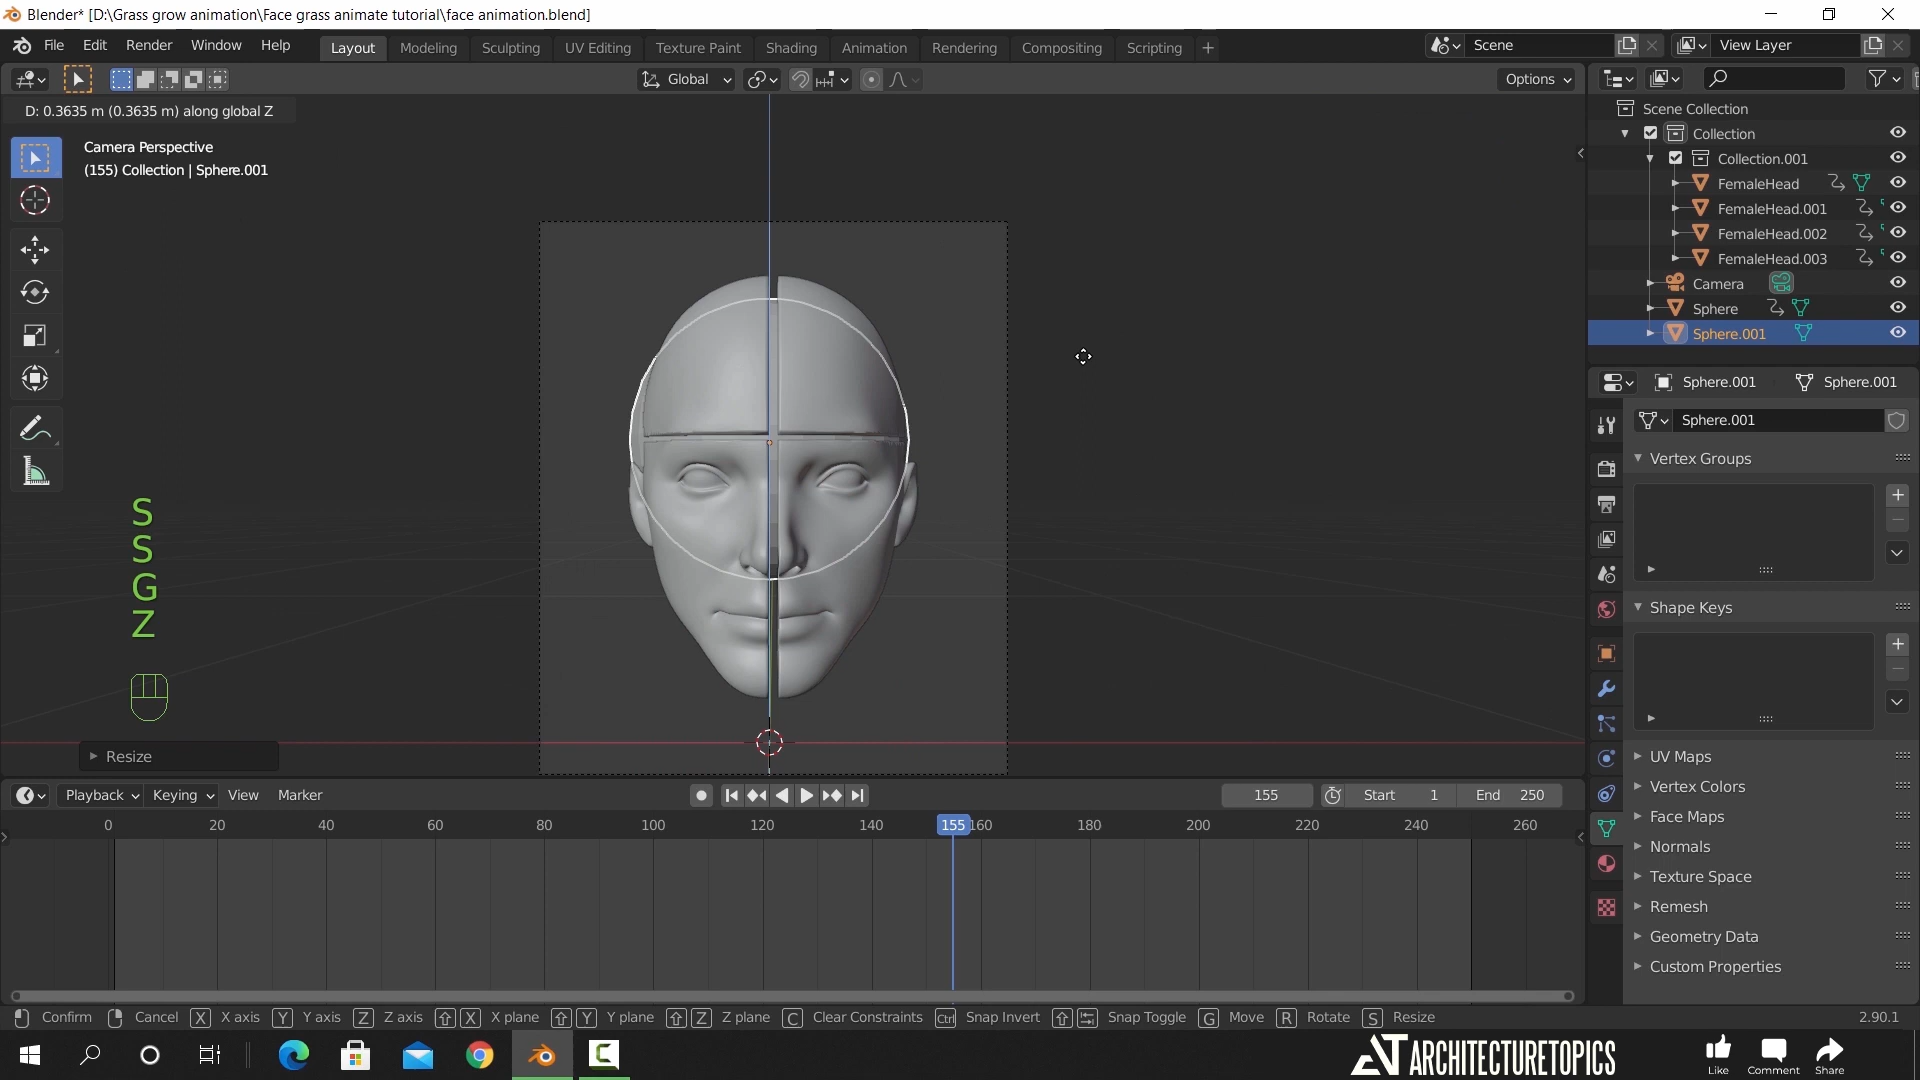 Blender* [D:\Grass grow animation\Face grass animate tutorial\face animation.blend]
File Edit Render Window Help Layout Modeling Sculpting UV Editing Texture Paint Shading Animation Rendering Compositing Scripting + Scene View Layer
Global Options
D: 0.3635 m (0.3635 m) along global Z
Camera Perspective
(155) Collection | Sphere.001
Scene Collection
Collection
Collection.001
FemaleHead
FemaleHead.001
FemaleHead.002
FemaleHead.003
Camera
Sphere
Sphere.001
Sphere.001 Sphere.001
Sphere.001
Vertex Groups
Shape Keys
UV Maps
Vertex Colors
Face Maps
Normals
Texture Space
Remesh
Geometry Data
Custom Properties
S
S
G
Z
Resize
Playback Keying View Marker 155 Start 1 End 250
0 20 40 60 80 100 120 140 155 160 180 200 220 240 260
Confirm Cancel X X axis Y Y axis Z Z axis X X plane Y Y plane Z Z plane C Clear Constraints Ctrl Snap Invert Snap Toggle G Move R Rotate S Resize 2.90.1
ARCHITECTURETOPICS
Like Comment Share